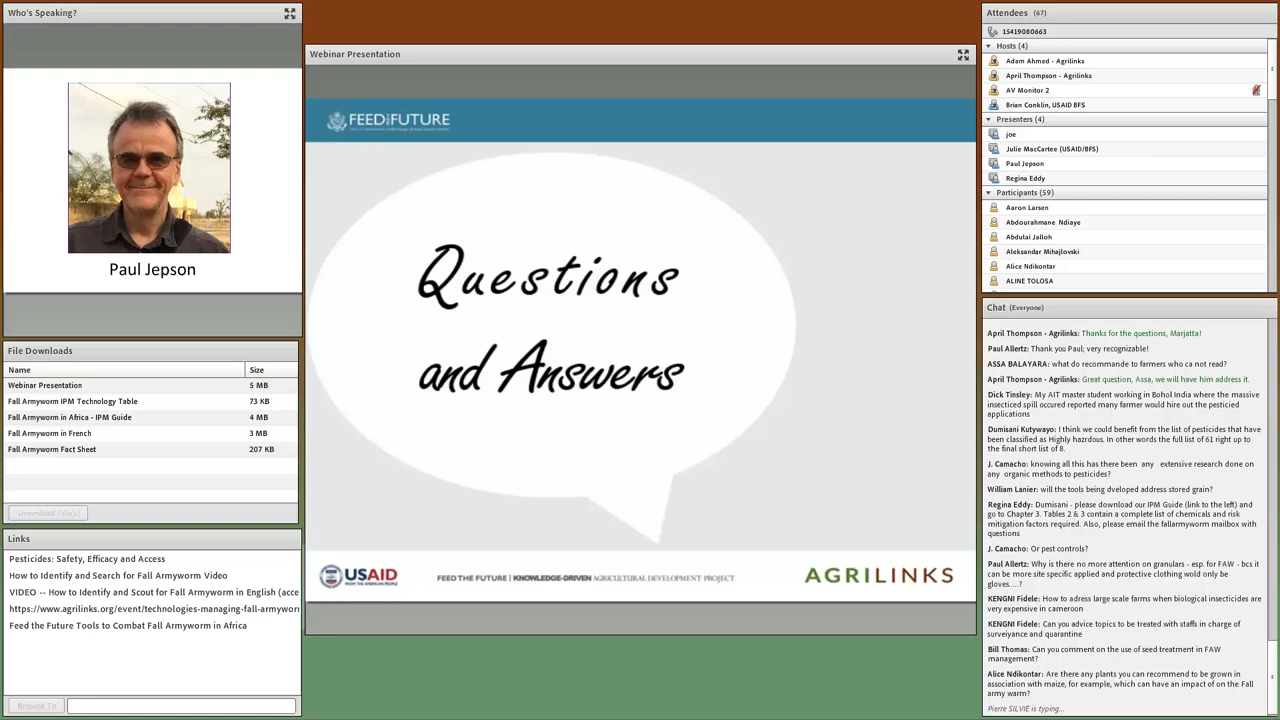 Who's Speaking?
Paul Jepson
File Downloads
Name Size
Webinar Presentation 5 MB
Fall Armyworm IPM Technology Table 73 KB
Fall Armyworm in Africa - IPM Guide 4 MB
Fall Armyworm in French 3 MB
Fall Armyworm Fact Sheet 207 KB
Download File(s)
Links
Pesticides: Safety, Efficacy and Access
How to Identify and Search for Fall Armyworm Video
VIDEO -- How to Identify and Scout for Fall Armyworm in English (acce
https://www.agrilinks.org/event/technologies-managing-fall-armywor
Feed the Future Tools to Combat Fall Armyworm in Africa
Browse To
Webinar Presentation
FEED THE FUTURE
Questions
and Answers
USAID
FROM THE AMERICAN PEOPLE
FEED THE FUTURE | KNOWLEDGE-DRIVEN AGRICULTURAL DEVELOPMENT PROJECT
AGRILINKS
Attendees (67)
15419080663
Hosts (4)
Adam Ahmed - Agrilinks
April Thompson - Agrilinks
AV Monitor 2
Brian Conklin, USAID BFS
Presenters (4)
joe
Julie MacCartee (USAID/BFS)
Paul Jepson
Regina Eddy
Participants (59)
Aaron Larsen
Abdourahmane Ndiaye
Abdulai Jalloh
Aleksandar Mihajlovski
Alice Ndikontar
ALINE TOLOSA
Chat (Everyone)
April Thompson - Agrilinks: Thanks for the questions, Marjatta!
Paul Allertz: Thank you Paul; very recognizable!
ASSA BALAYARA: what do recommande to farmers who ca not read?
April Thompson - Agrilinks: Great question, Assa, we will have him address it.
Dick Tinsley: My AIT master student working in Bohol India where the massive
insecticed spill occured reported many farmer would hire out the pesticied
applications
Dumisani Kutywayo: I think we could benefit from the list of pesticides that have
been classified as Highly hazrdous. In other words the full list of 61 right up to
the final short list of 8.
J. Camacho: knowing all this has there been any extensive research done on
any organic methods to pesticides?
William Lanier: will the tools being dveloped address stored grain?
Regina Eddy: Dumisani - please download our IPM Guide (link to the left) and
go to Chapter 3. Tables 2 & 3 contain a complete list of chemicals and risk
mitigation factors required. Also, please email the fallarmyworm mailbox with
questions
J. Camacho: Or pest controls?
Paul Allertz: Why is there no more attention on granulars - esp. for FAW - bcs it
can be more site specific applied and protective clothing wold only be
gloves.....?
KENGNI Fidele: How to adress large scale farms when biological insecticides are
very expensive in cameroon
KENGNI Fidele: Can you advice topics to be treated with staffs in charge of
surveiyance and quarantine
Bill Thomas: Can you comment on the use of seed treatment in FAW
management?
Alice Ndikontar: Are there any plants you can recommend to be grown in
association with maize, for example, which can have an impact of on the Fall
army warm?
Pierre SILVIE is typing...